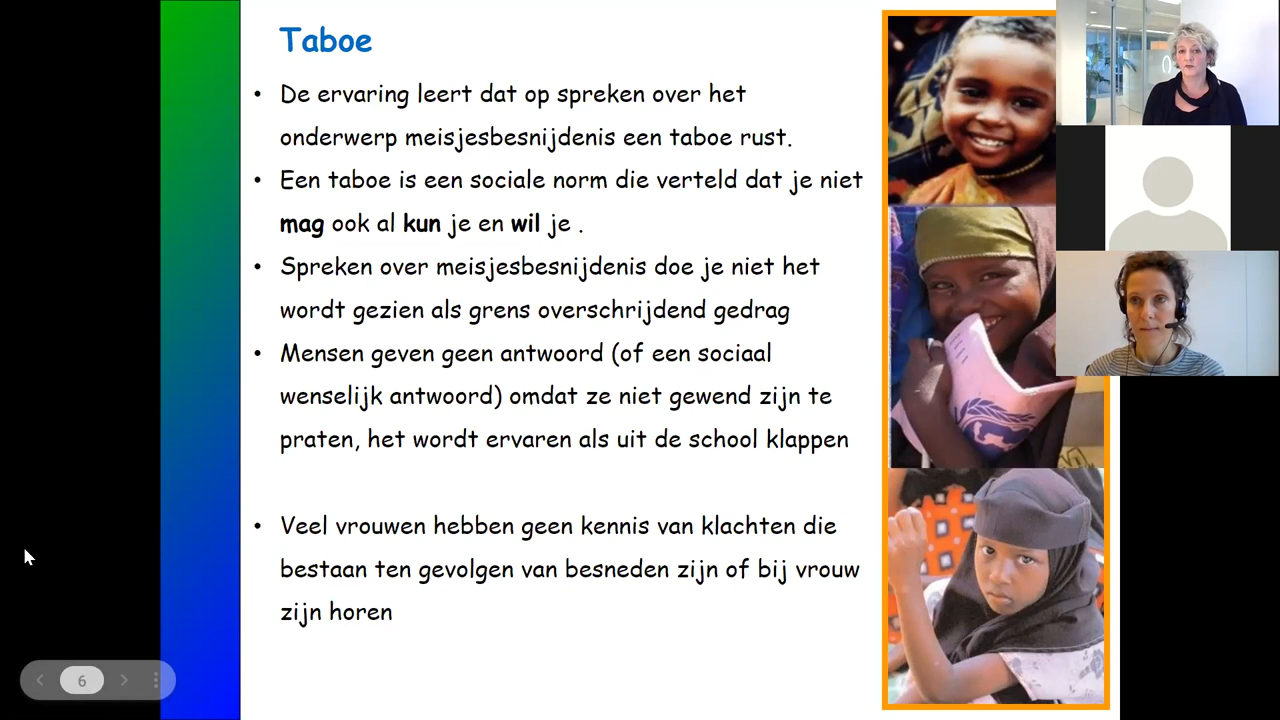 Taboe
• De ervaring leert dat op spreken over het
onderwerp meisjesbesnijdenis een taboe rust.
• Een taboe is een sociale norm die verteld dat je niet
mag ook al kun je en wil je .
• Spreken over meisjesbesnijdenis doe je niet het
wordt gezien als grens overschrijdend gedrag
• Mensen geven geen antwoord (of een sociaal
wenselijk antwoord) omdat ze niet gewend zijn te
praten, het wordt ervaren als uit de school klappen
• Veel vrouwen hebben geen kennis van klachten die
bestaan ten gevolgen van besneden zijn of bij vrouw
zijn horen
6